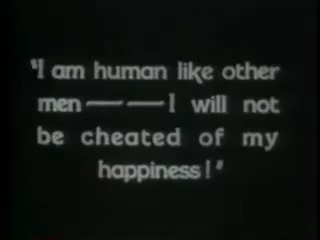 "I am human like other
men — — I will not
be cheated of my
happiness!"